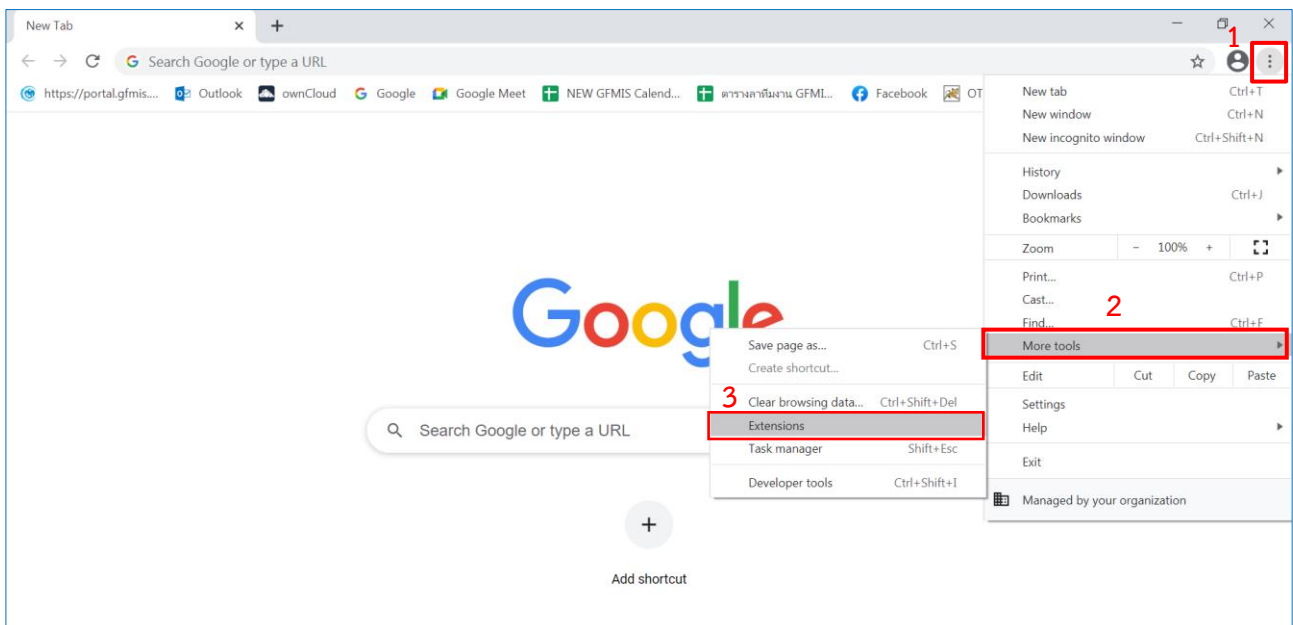 New Tab
1
Search Google or type a URL
https://portal.gfmis.... Outlook ownCloud Google Google Meet NEW GFMIS Calend... ตารางลาทีมงาน GFMI... Facebook OT
New tab Ctrl+T
New window Ctrl+N
New incognito window Ctrl+Shift+N
History
Downloads Ctrl+J
Bookmarks
Zoom - 100% +
Print... Ctrl+P
Cast...
2
Find... Ctrl+F
More tools
Edit Cut Copy Paste
Settings
Help
Exit
Managed by your organization
Google
Save page as... Ctrl+S
Create shortcut...
3
Clear browsing data... Ctrl+Shift+Del
Extensions
Task manager Shift+Esc
Developer tools Ctrl+Shift+I
Search Google or type a URL
Add shortcut